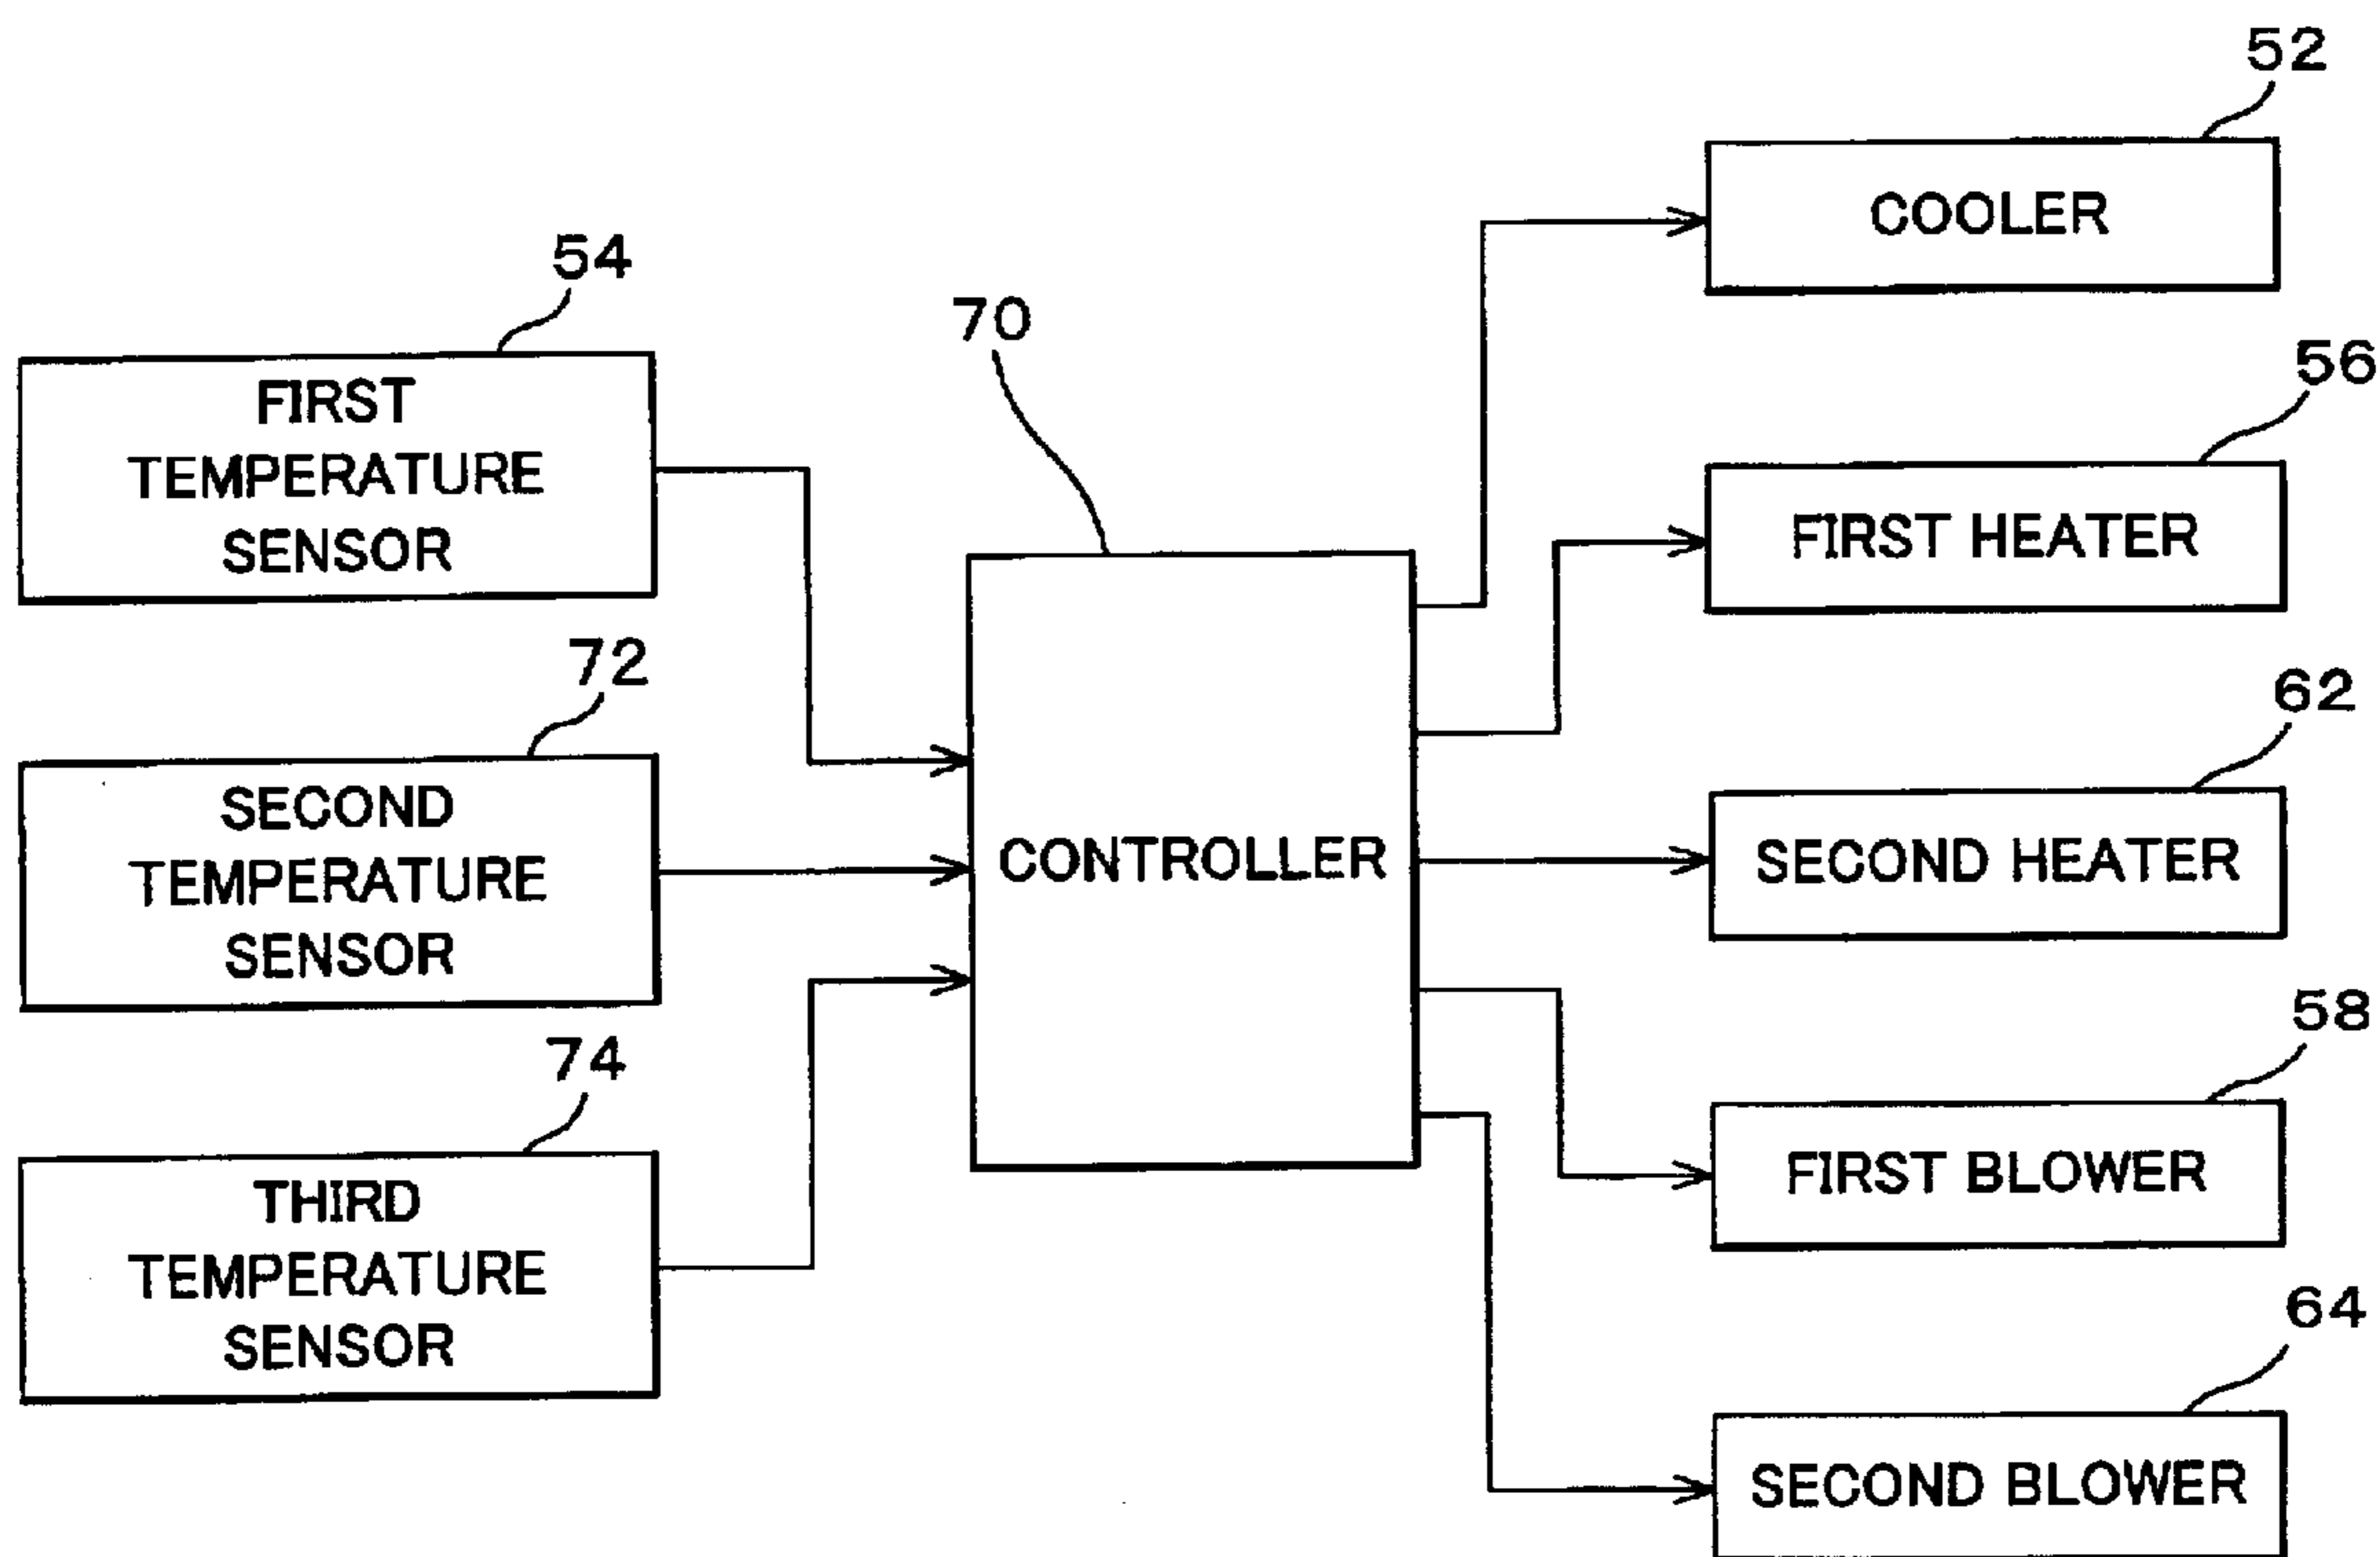 54
FIRST
TEMPERATURE
SENSOR
72
SECOND
TEMPERATURE
SENSOR
74
THIRD
TEMPERATURE
SENSOR
70
CONTROLLER
52
COOLER
56
FIRST HEATER
62
SECOND HEATER
58
FIRST BLOWER
64
SECOND BLOWER